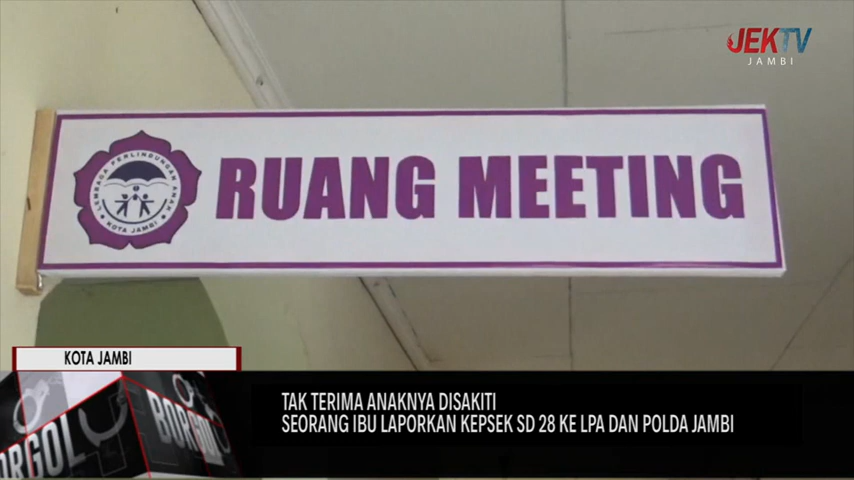 JEKTV
JAMBI
LEMBAGA PERLINDUNGAN ANAK
KOTA JAMBI
RUANG MEETING
KOTA JAMBI
BORGOL
BORGOL
TAK TERIMA ANAKNYA DISAKITI
SEORANG IBU LAPORKAN KEPSEK SD 28 KE LPA DAN POLDA JAMBI